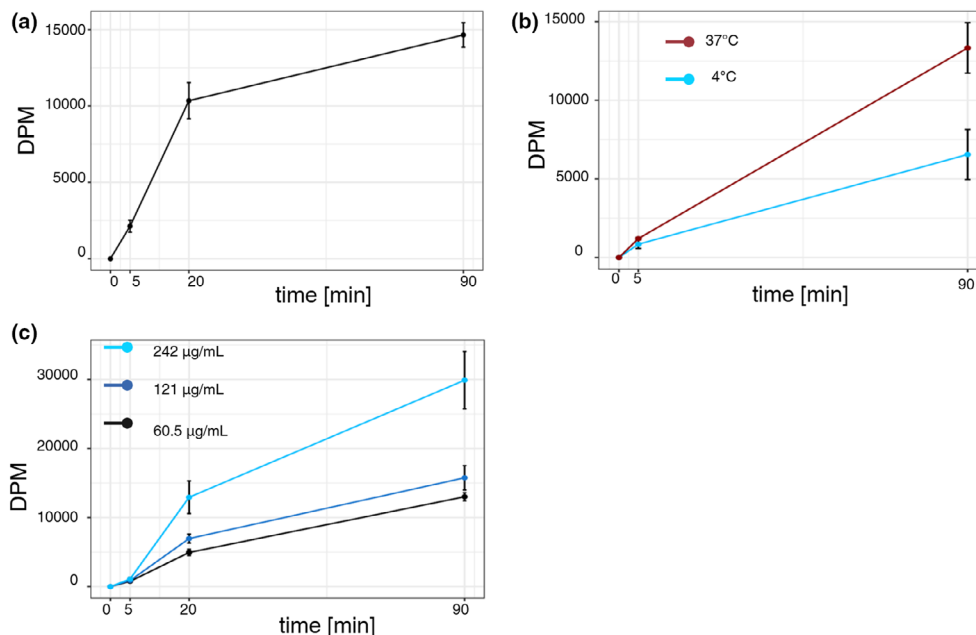 (a)
15000
10000
5000
0
DPM
0 5 20 90
time [min]
(b)
37°C
4°C
15000
10000
5000
0
DPM
0 5 90
time [min]
(c)
242 µg/mL
121 µg/mL
60.5 µg/mL
30000
20000
10000
0
DPM
0 5 20 90
time [min]